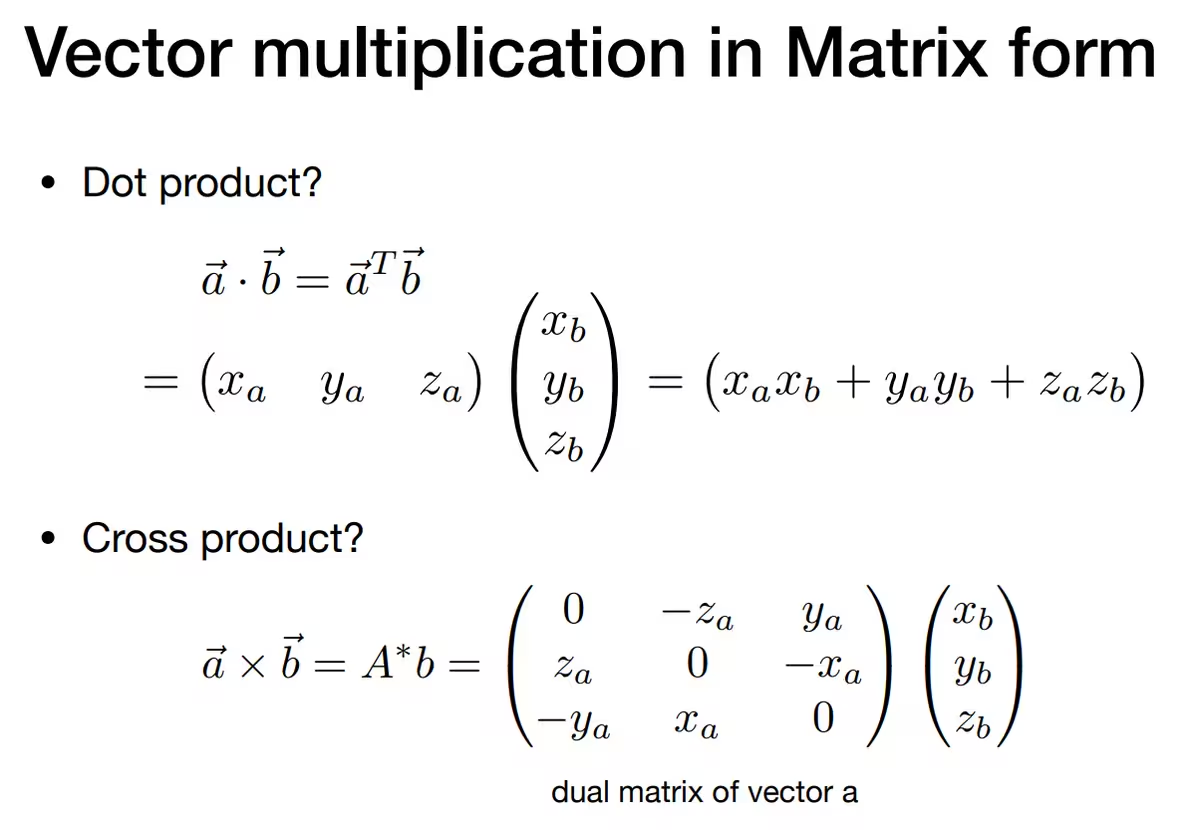 Vector multiplication in Matrix form
• Dot product?
$\vec{a} \cdot \vec{b} = \vec{a}^T \vec{b}$
$= \begin{pmatrix} x_a & y_a & z_a \end{pmatrix} \begin{pmatrix} x_b \\ y_b \\ z_b \end{pmatrix} = \begin{pmatrix} x_a x_b + y_a y_b + z_a z_b \end{pmatrix}$
• Cross product?
$\vec{a} \times \vec{b} = A^* b = \begin{pmatrix} 0 & -z_a & y_a \\ z_a & 0 & -x_a \\ -y_a & x_a & 0 \end{pmatrix} \begin{pmatrix} x_b \\ y_b \\ z_b \end{pmatrix}$
dual matrix of vector a